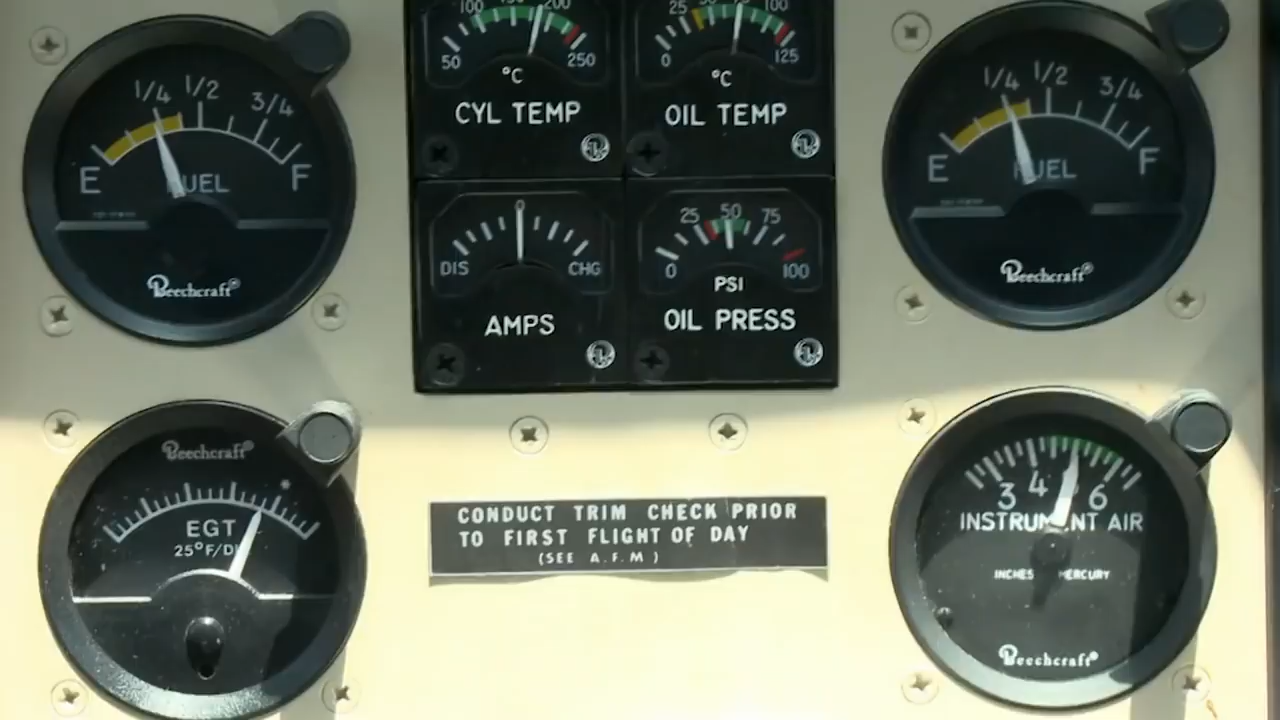 E 1/4 1/2 3/4 F
FUEL
Beechcraft
50 100 150 200 250
°C
CYL TEMP
0 25 50 75 100 125
°C
OIL TEMP
DIS 0 CHG
AMPS
0 25 50 75 100
PSI
OIL PRESS
E 1/4 1/2 3/4 F
FUEL
Beechcraft
Beechcraft
EGT
CONDUCT TRIM CHECK PRIOR
TO FIRST FLIGHT OF DAY
(SEE A.F.M)
3 4 6
INSTRUMENT AIR
INCHES MERCURY
Beechcraft